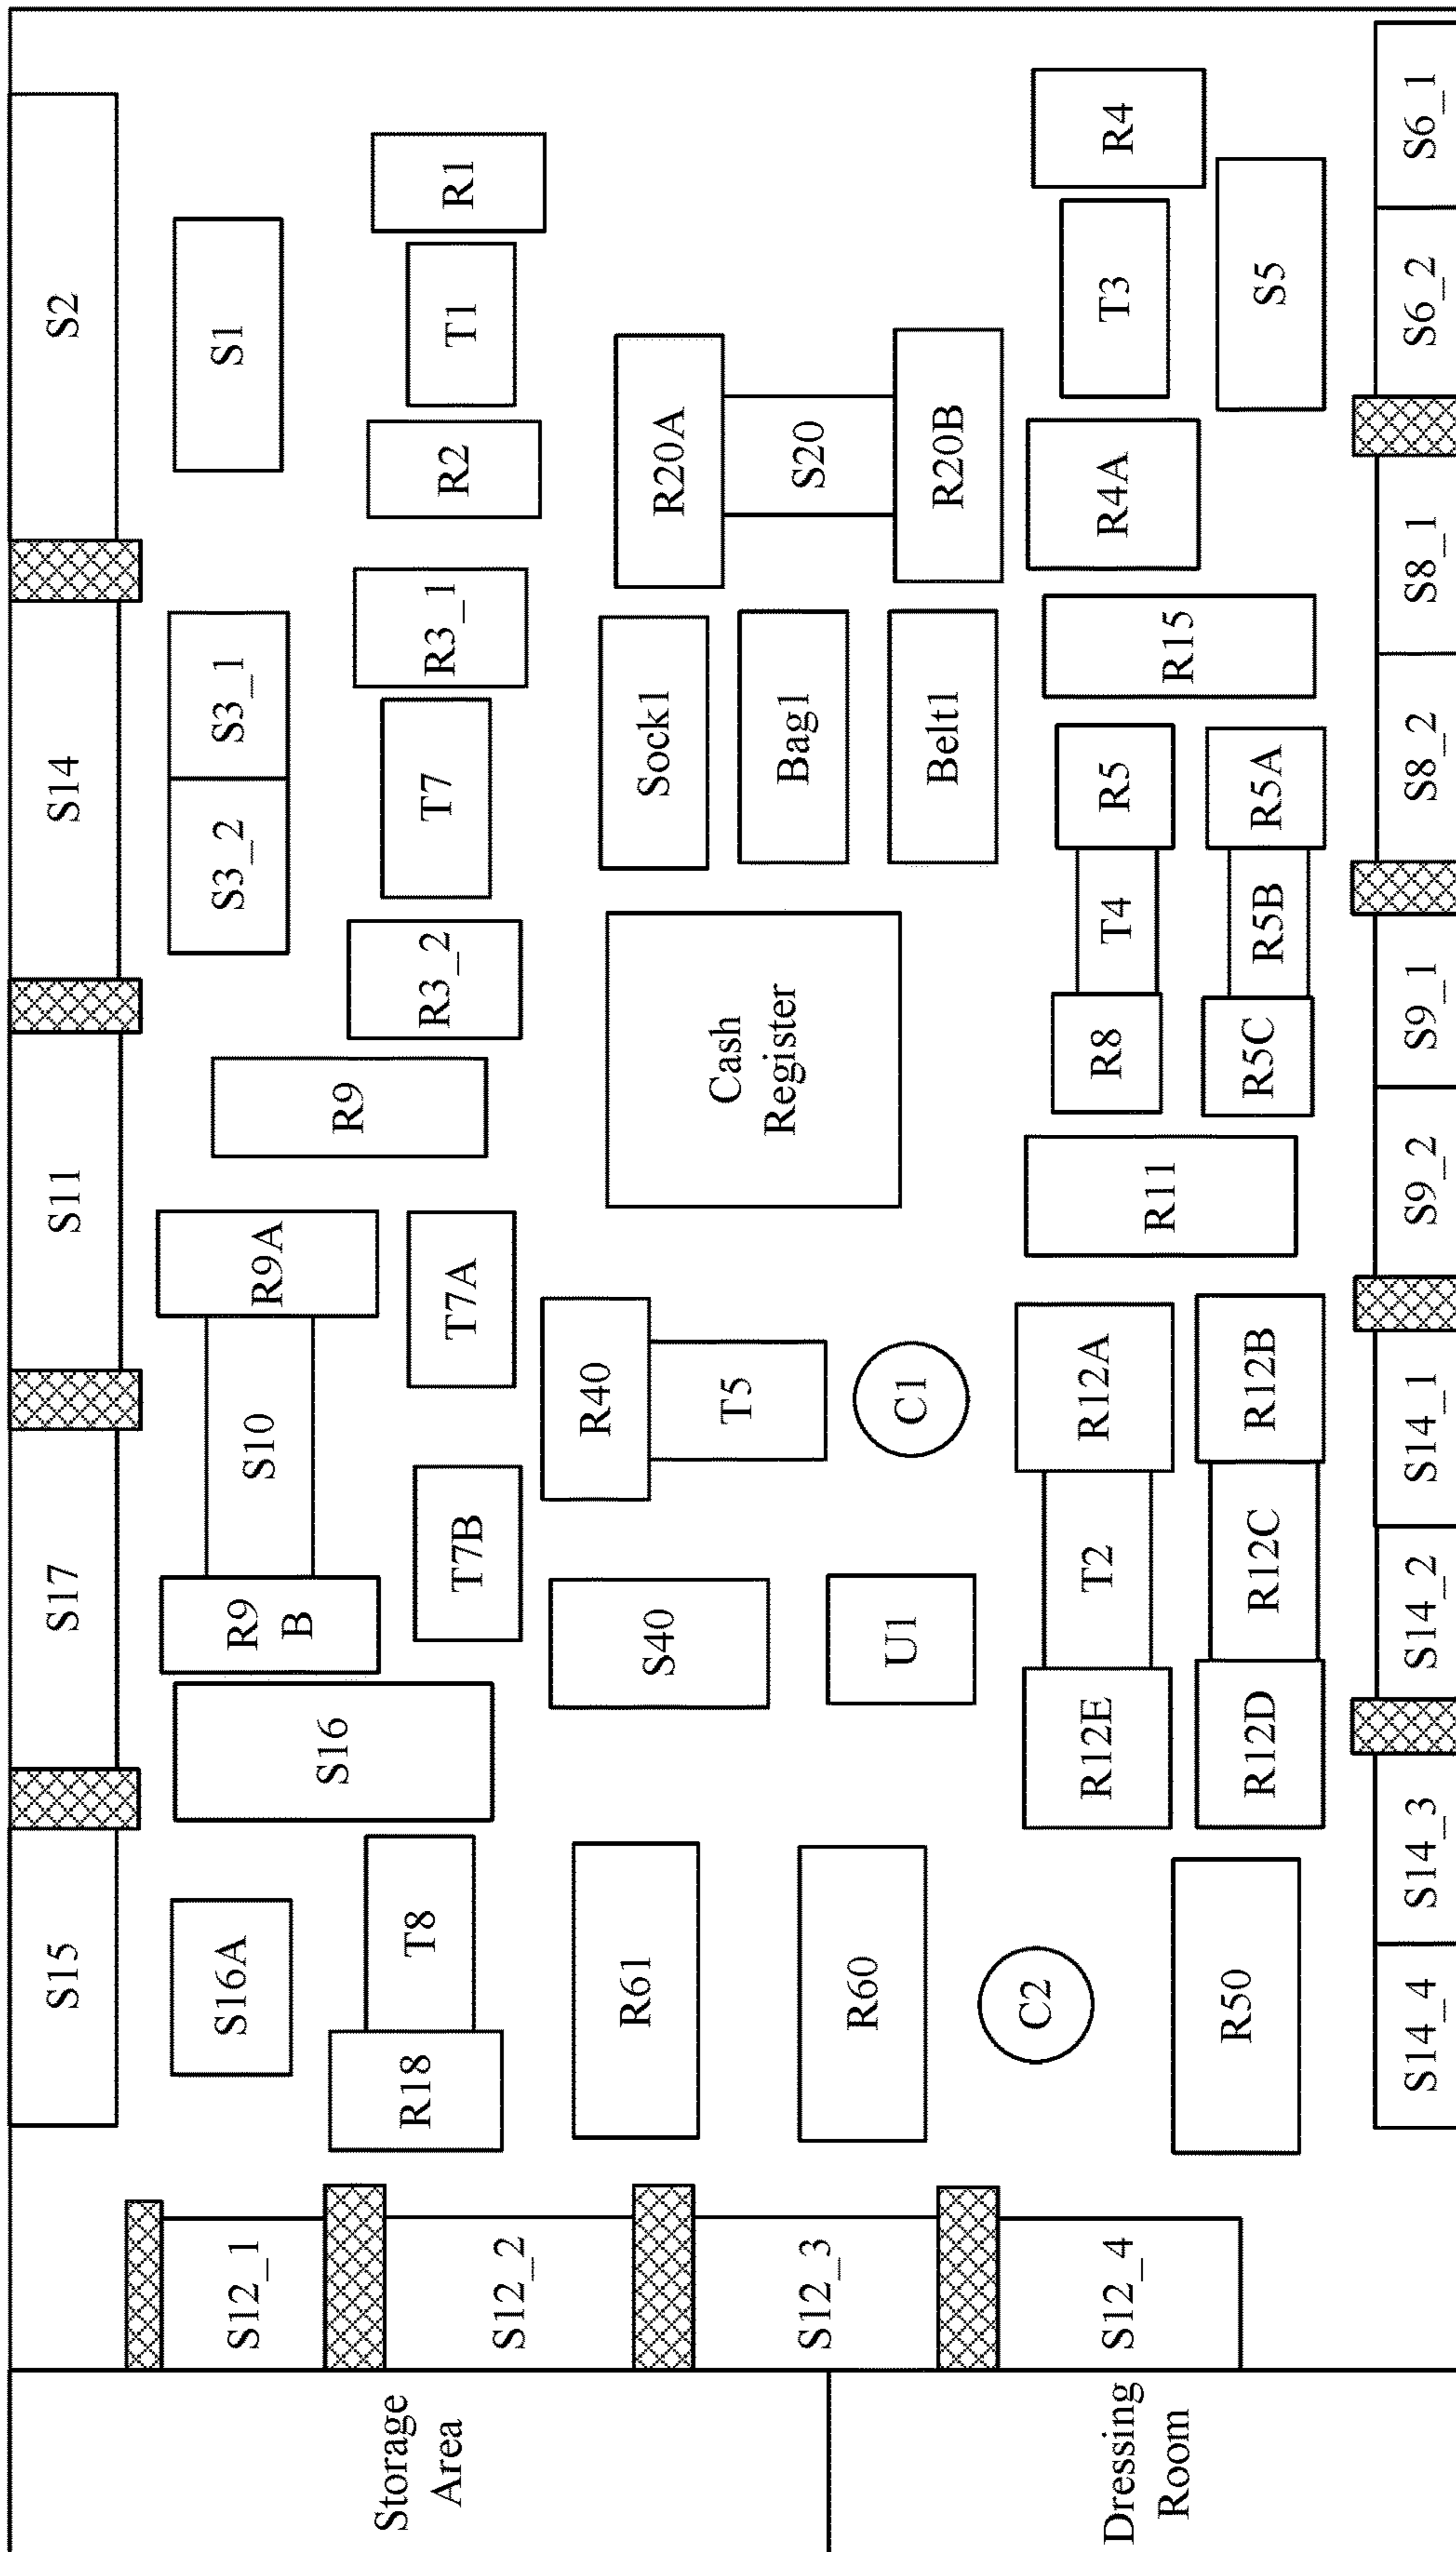 S15
S17
S11
S14
S2
S12_1
S16A
R9
B
S10
R9A
S3_2
S3_1
S1
S16
R9
Storage
Area
R18
T8
T7B
T7A
R3_2
T7
R3_1
R2
T1
R1
S12_2
R61
S40
R40
T5
Cash
Register
Sock1
Bag1
Belt1
R20A
S20
R20B
S12_3
R60
U1
C1
C2
Dressing
Room
S12_4
R12E
T2
R12A
R11
R8
T4
R5
R15
R4A
T3
R4
R50
R12D
R12C
R12B
R5C
R5B
R5A
S5
S14_4
S14_3
S14_2
S14_1
S9_2
S9_1
S8_2
S8_1
S6_2
S6_1